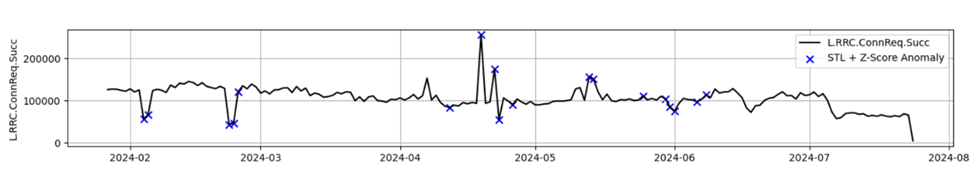 L.RRC.ConnReq.Succ
200000
100000
0
L.RRC.ConnReq.Succ
STL + Z-Score Anomaly
2024-02 2024-03 2024-04 2024-05 2024-06 2024-07 2024-08